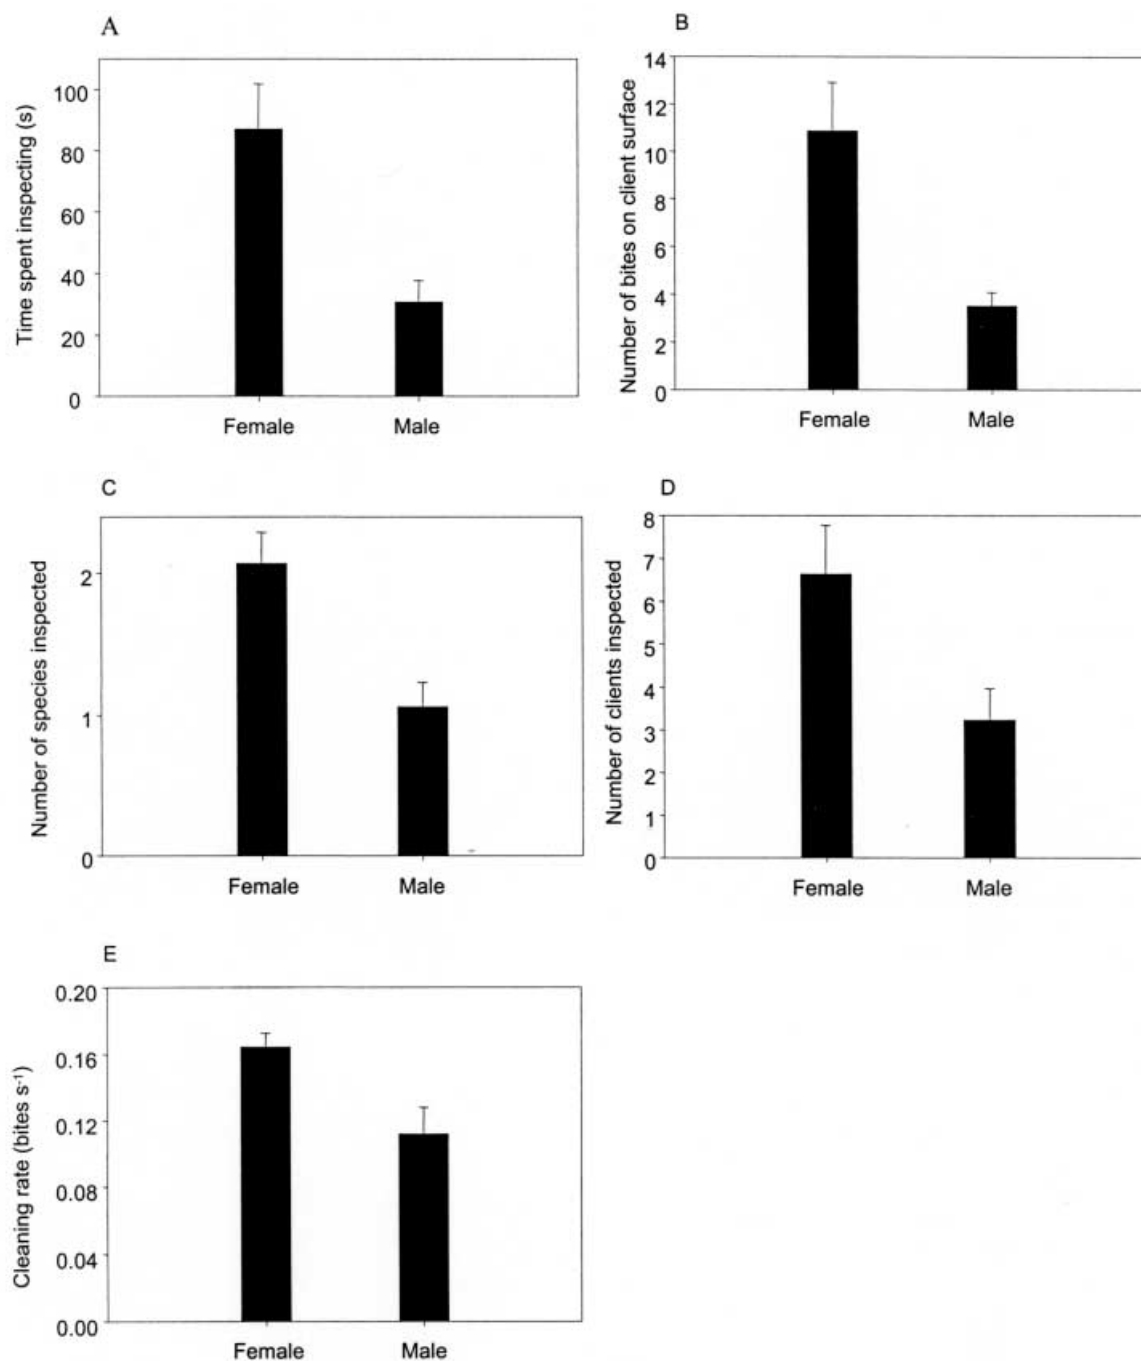 A
Time spent inspecting (s)
100
80
60
40
20
0
Female Male
B
Number of bites on client surface
14
12
10
8
6
4
2
0
Female Male
C
Number of species inspected
2
1
0
Female Male
D
Number of clients inspected
8
7
6
5
4
3
2
1
0
Female Male
E
Cleaning rate (bites s⁻¹)
0.20
0.16
0.12
0.08
0.04
0.00
Female Male